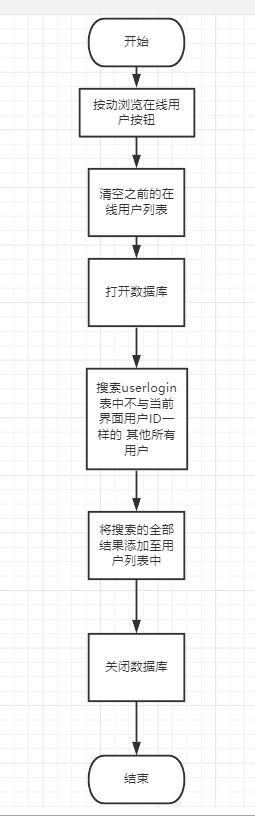 开始
按动浏览在线用
户按钮
清空之前的在
线用户列表
打开数据库
搜索userlogin
表中不与当前
界面用户ID一
样的 其他所有
用户
将搜索的全部
结果添加至用
户列表中
关闭数据库
结束